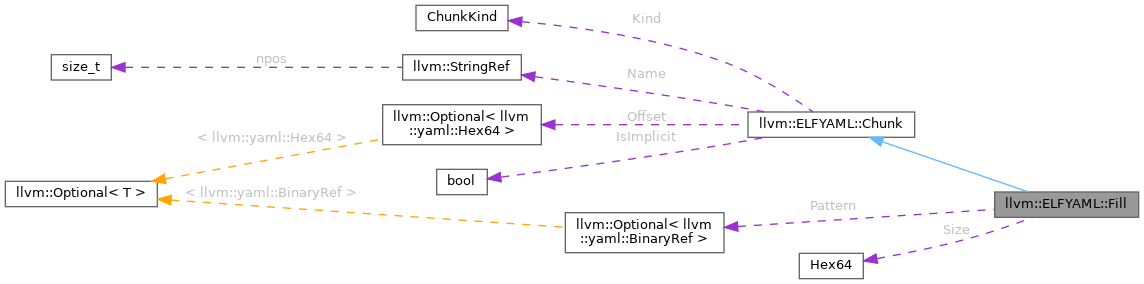 ChunkKind
Kind
size_t
npos
llvm::StringRef
Name
llvm::Optional< llvm
::yaml::Hex64 >
Offset
llvm::ELFYAML::Chunk
< llvm::yaml::Hex64 >
IsImplicit
bool
llvm::Optional< T >
< llvm::yaml::BinaryRef >
llvm::Optional< llvm
::yaml::BinaryRef >
Pattern
llvm::ELFYAML::Fill
Size
Hex64